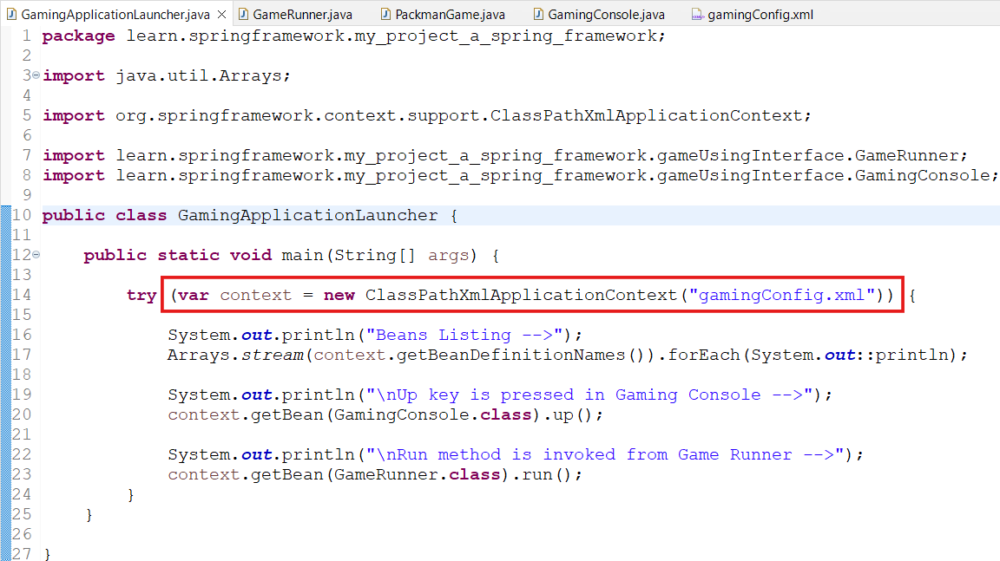 GamingApplicationLauncher.java GameRunner.java PackmanGame.java GamingConsole.java gamingConfig.xml
1 package learn.springframework.my_project_a_spring_framework;
2
3 import java.util.Arrays;
4
5 import org.springframework.context.support.ClassPathXmlApplicationContext;
6
7 import learn.springframework.my_project_a_spring_framework.gameUsingInterface.GameRunner;
8 import learn.springframework.my_project_a_spring_framework.gameUsingInterface.GamingConsole;
9
10 public class GamingApplicationLauncher {
11
12 public static void main(String[] args) {
13
14 try (var context = new ClassPathXmlApplicationContext("gamingConfig.xml")) {
15
16 System.out.println("Beans Listing -->");
17 Arrays.stream(context.getBeanDefinitionNames()).forEach(System.out::println);
18
19 System.out.println("\nUp key is pressed in Gaming Console -->");
20 context.getBean(GamingConsole.class).up();
21
22 System.out.println("\nRun method is invoked from Game Runner -->");
23 context.getBean(GameRunner.class).run();
24 }
25 }
26
27 }